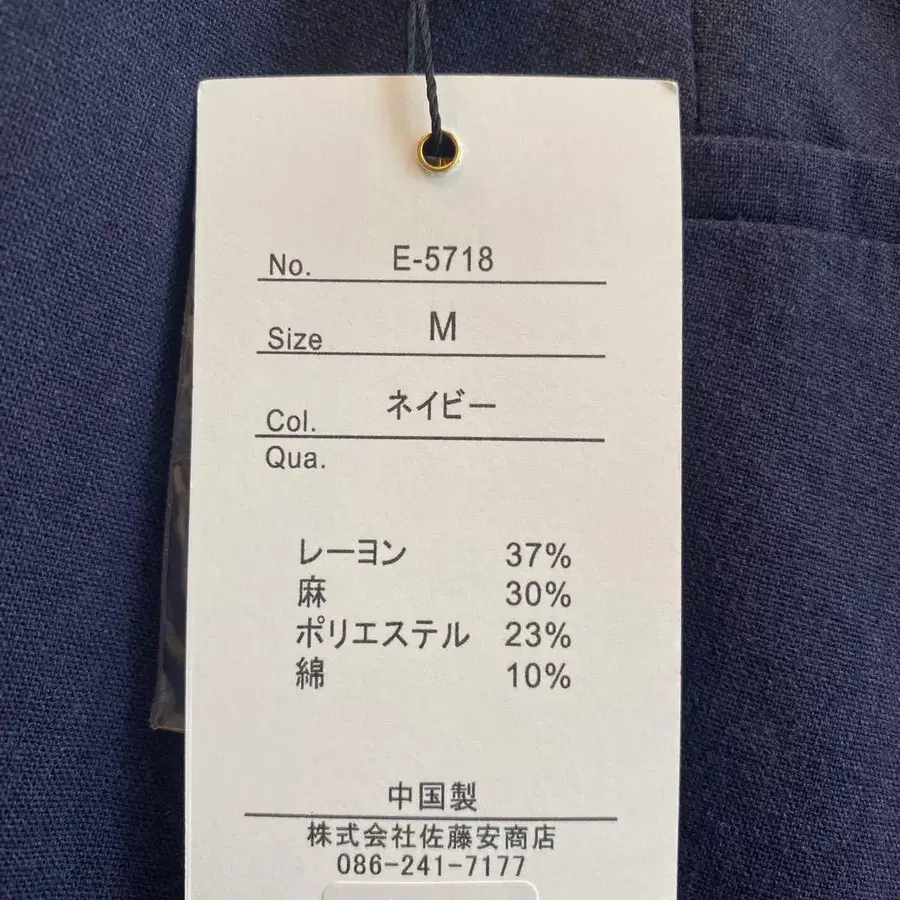 No. E-5718
Size M
Col. ネイビー
Qua.
レーヨン 37%
麻 30%
ポリエステル 23%
綿 10%
中国製
株式会社佐藤安商店
086-241-7177